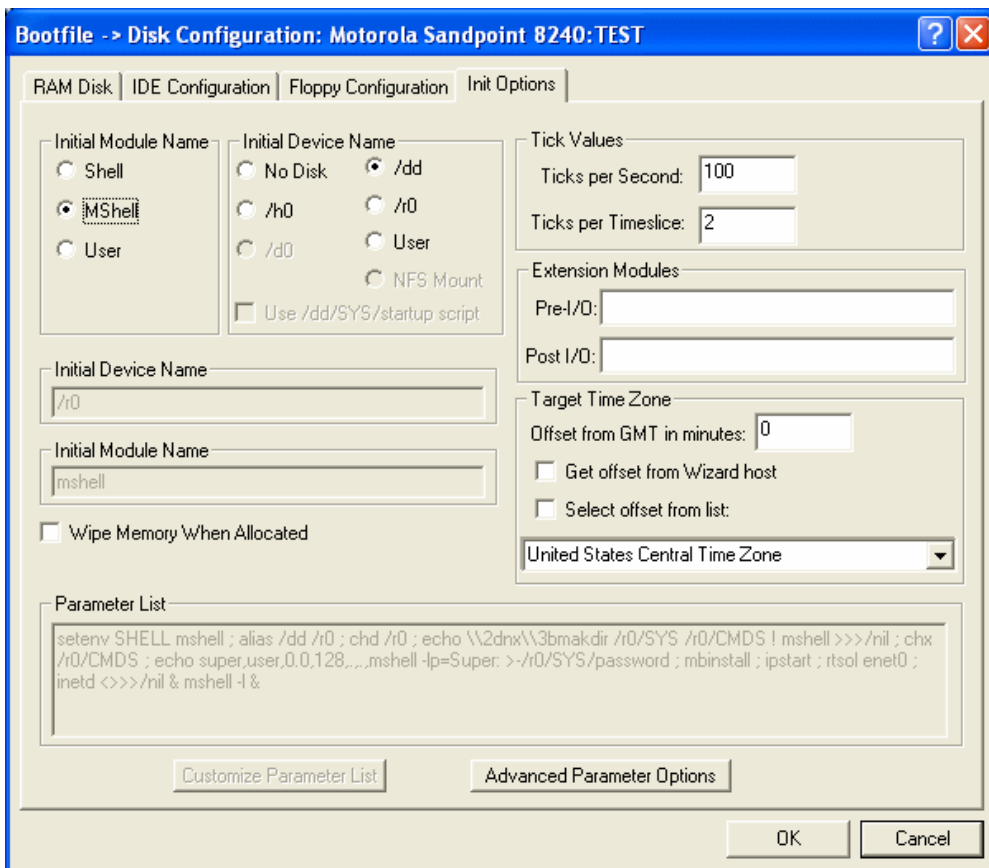 Bootfile -> Disk Configuration: Motorola Sandpoint 8240:TEST
RAM Disk
IDE Configuration
Floppy Configuration
Init Options
Initial Module Name
Shell
MShell
User
Initial Device Name
No Disk
/dd
/h0
/r0
/d0
User
NFS Mount
Use /dd/SYS/startup script
Initial Device Name
/r0
Initial Module Name
mshell
Wipe Memory When Allocated
Tick Values
Ticks per Second: 100
Ticks per Timeslice: 2
Extension Modules
Pre-I/O:
Post I/O:
Target Time Zone
Offset from GMT in minutes: 0
Get offset from Wizard host
Select offset from list:
United States Central Time Zone
Parameter List
setenv SHELL mshell ; alias /dd /r0 ; chd /r0 ; echo \\2dnx\\3bmakdir /r0/SYS /r0/CMDS ! mshell >>>/nil ; chx
/r0/CMDS ; echo super,user,0.0,128,.,.,mshell -lp=Super: >-/r0/SYS/password ; mbinstall ; ipstart ; rtsol enet0 ;
inetd <>>>/nil & mshell -l &
Customize Parameter List
Advanced Parameter Options
OK
Cancel